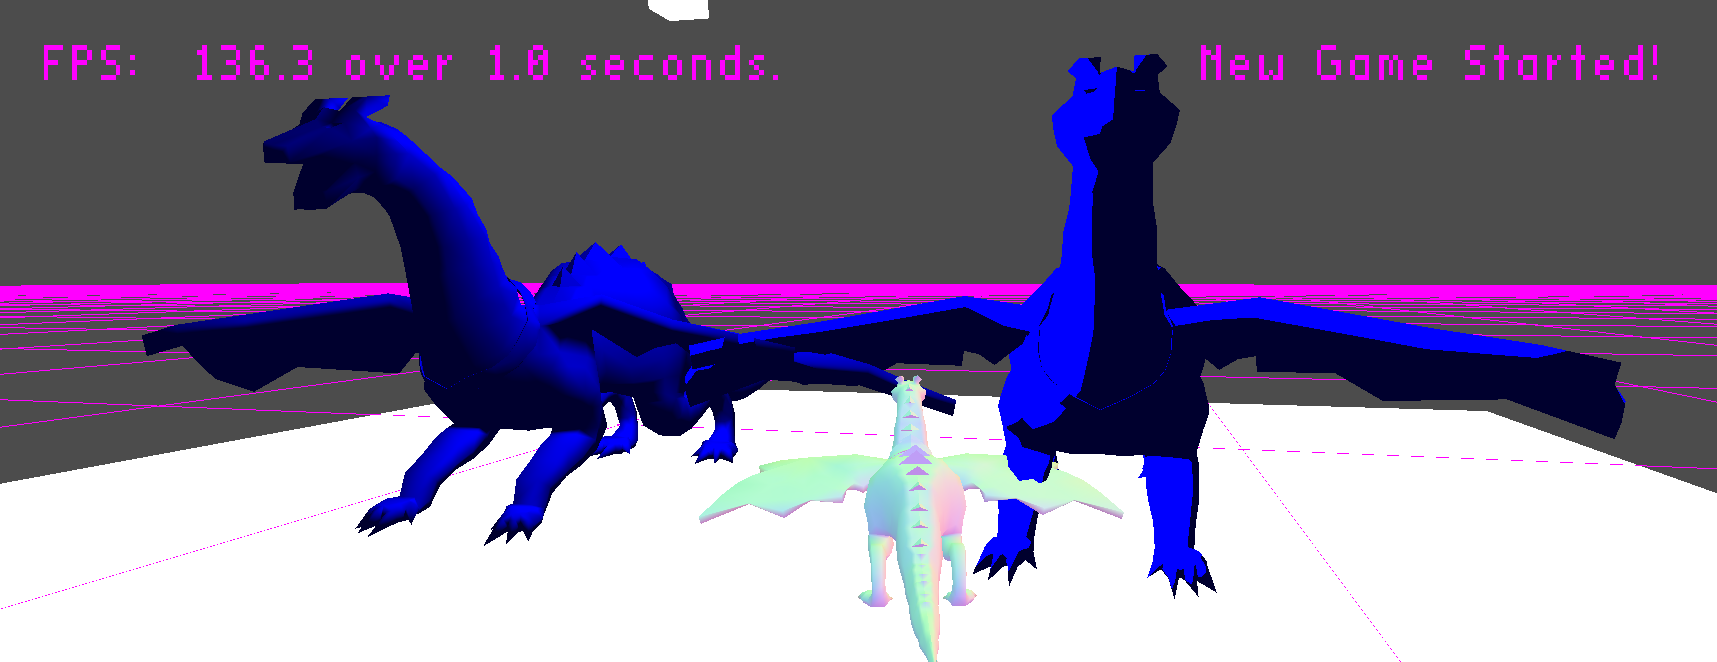 FPS:  136.3 over 1.0 seconds.
New Game Started!